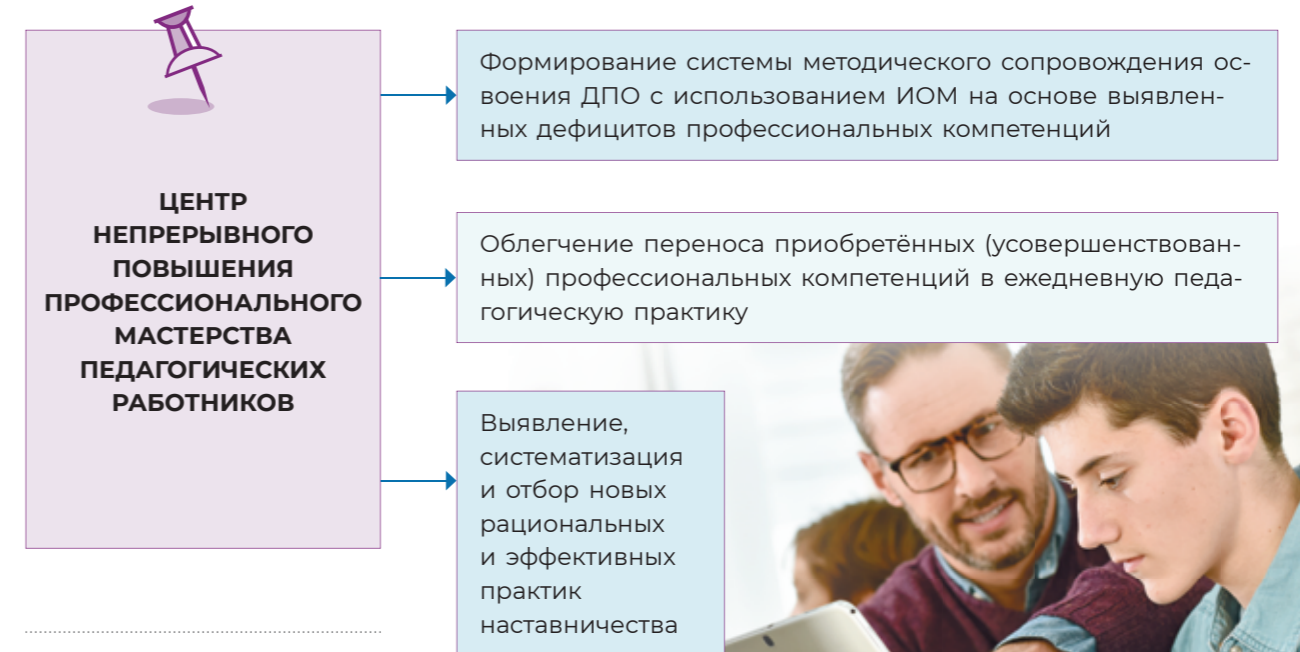 ЦЕНТР
НЕПРЕРЫВНОГО
ПОВЫШЕНИЯ
ПРОФЕССИОНАЛЬНОГО
МАСТЕРСТВА
ПЕДАГОГИЧЕСКИХ
РАБОТНИКОВ
Формирование системы методического сопровождения ос-
воения ДПО с использованием ИОМ на основе выявлен-
ных дефицитов профессиональных компетенций
Облегчение переноса приобретённых (усовершенствован-
ных) профессиональных компетенций в ежедневную педа-
гогическую практику
Выявление,
систематизация
и отбор новых
рациональных
и эффективных
практик
наставничества